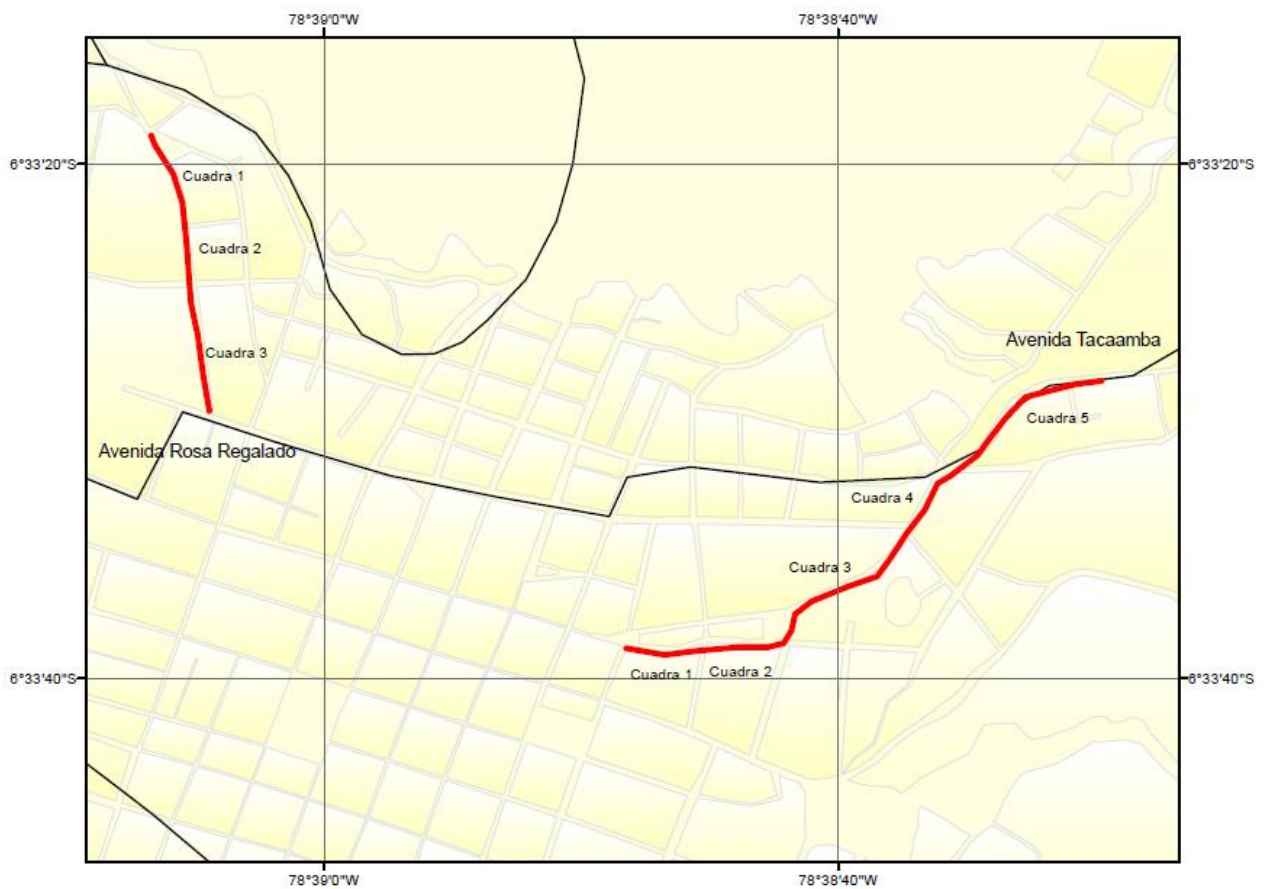 78°39'0"W
78°38'40"W
6°33'20"S
6°33'20"S
Cuadra 1
Cuadra 2
Cuadra 3
Avenida Tacaamba
Cuadra 5
Avenida Rosa Regalado
Cuadra 4
Cuadra 3
Cuadra 1
Cuadra 2
6°33'40"S
6°33'40"S
78°39'0"W
78°38'40"W